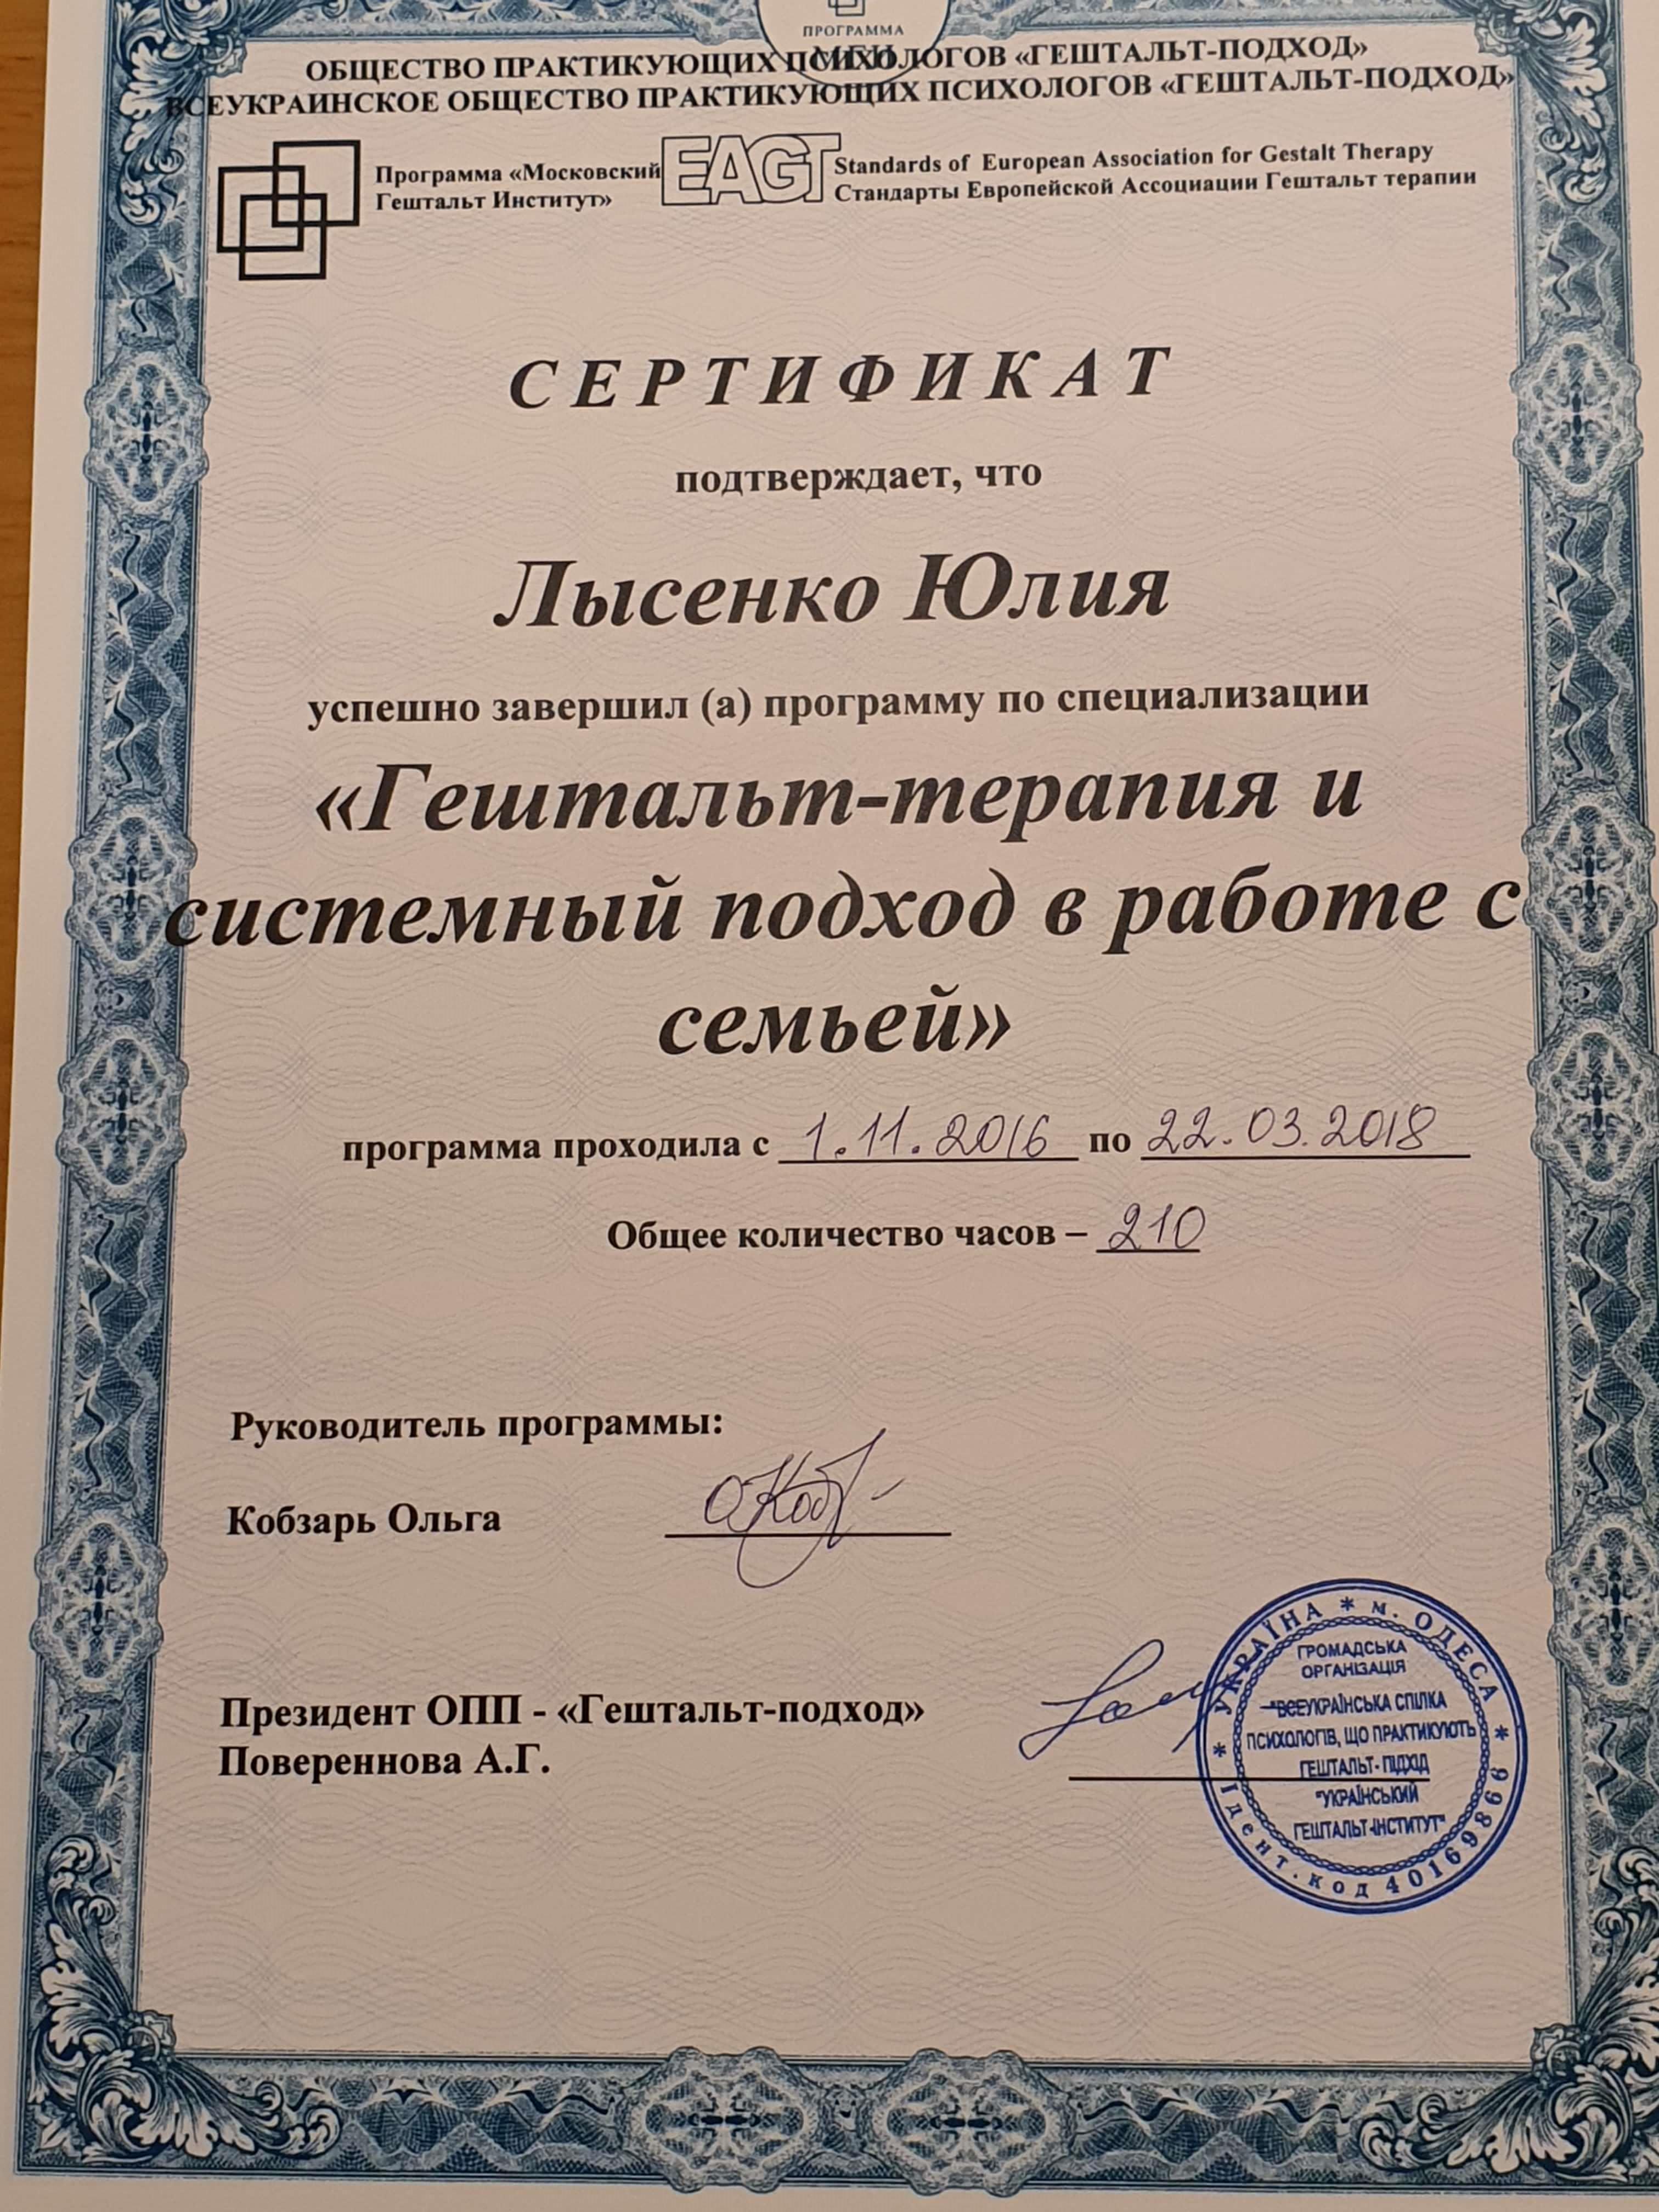 ПРОГРАММА
МГИ
ОБЩЕСТВО ПРАКТИКУЮЩИХ ПСИХОЛОГОВ «ГЕШТАЛЬТ-ПОДХОД»
ВСЕУКРАИНСКОЕ ОБЩЕСТВО ПРАКТИКУЮЩИХ ПСИХОЛОГОВ «ГЕШТАЛЬТ-ПОДХОД»
Программа «Московский
Гештальт Институт»
EAGT
Standards of European Association for Gestalt Therapy
Стандарты Европейской Ассоциации Гештальт терапии
СЕРТИФИКАТ
подтверждает, что
Лысенко Юлия
успешно завершил (а) программу по специализации
«Гештальт-терапия и
системный подход в работе с
семьей»
программа проходила с 1.11.2016 по 22.03.2018
Общее количество часов – 210
Руководитель программы:
Кобзарь Ольга
Президент ОПП - «Гештальт-подход»
Повереннова А.Г.
* УКРАЇНА * м. ОДЕСА *
ГРОМАДСЬКА
ОРГАНІЗАЦІЯ
"ВСЕУКРАЇНСЬКА СПІЛКА
ПСИХОЛОГІВ, ЩО ПРАКТИКУЮТЬ
ГЕШТАЛЬТ- ПІДХІД
"УКРАЇНСЬКИЙ
ГЕШТАЛЬТ-ІНСТИТУТ"
Ідент.код 40169899